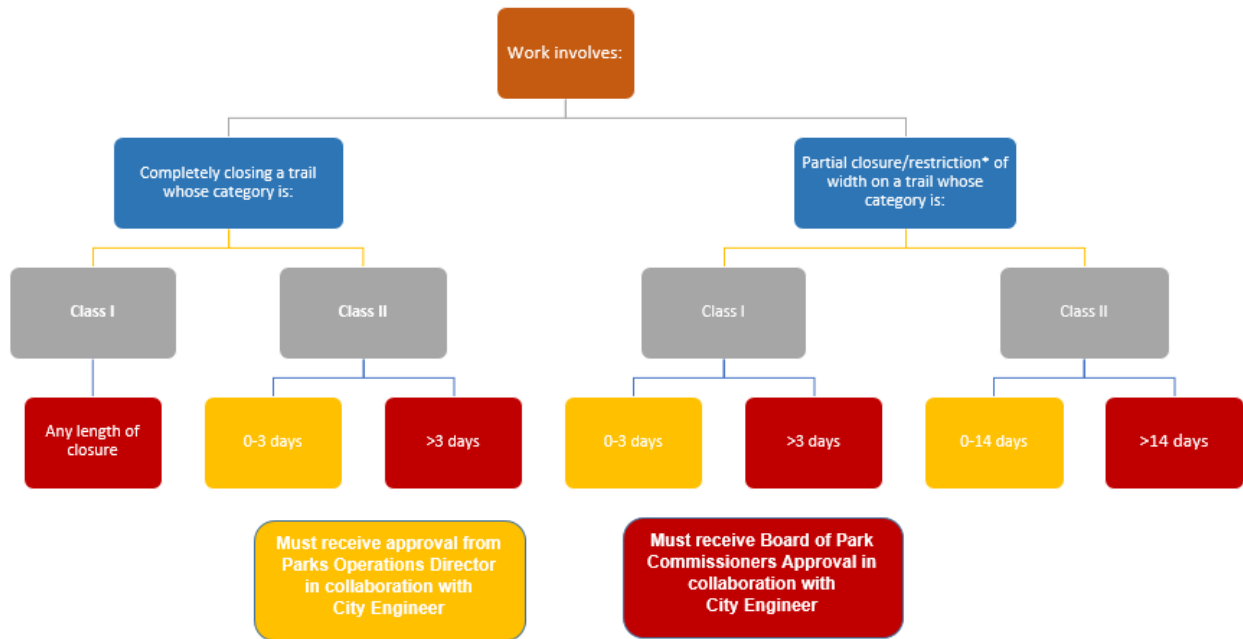 Work involves:
Completely closing a trail
whose category is:
Partial closure/restriction* of
width on a trail whose
category is:
Class I
Class II
Class I
Class II
Any length of
closure
0-3 days
>3 days
0-3 days
>3 days
0-14 days
>14 days
Must receive approval from
Parks Operations Director
in collaboration with
City Engineer
Must receive Board of Park
Commissioners Approval in
collaboration with
City Engineer